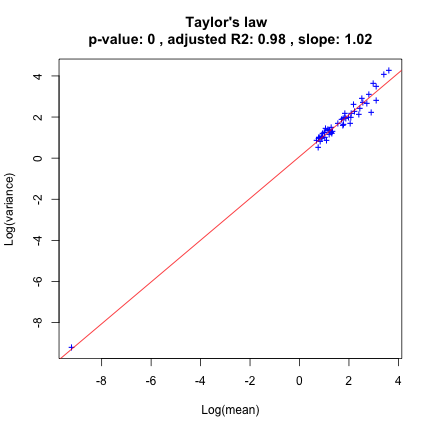 Taylor's law
p-value: 0 , adjusted R2: 0.98 , slope: 1.02
4
2
0
-2
-4
-6
-8
Log(variance)
-8 -6 -4 -2 0 2 4
Log(mean)